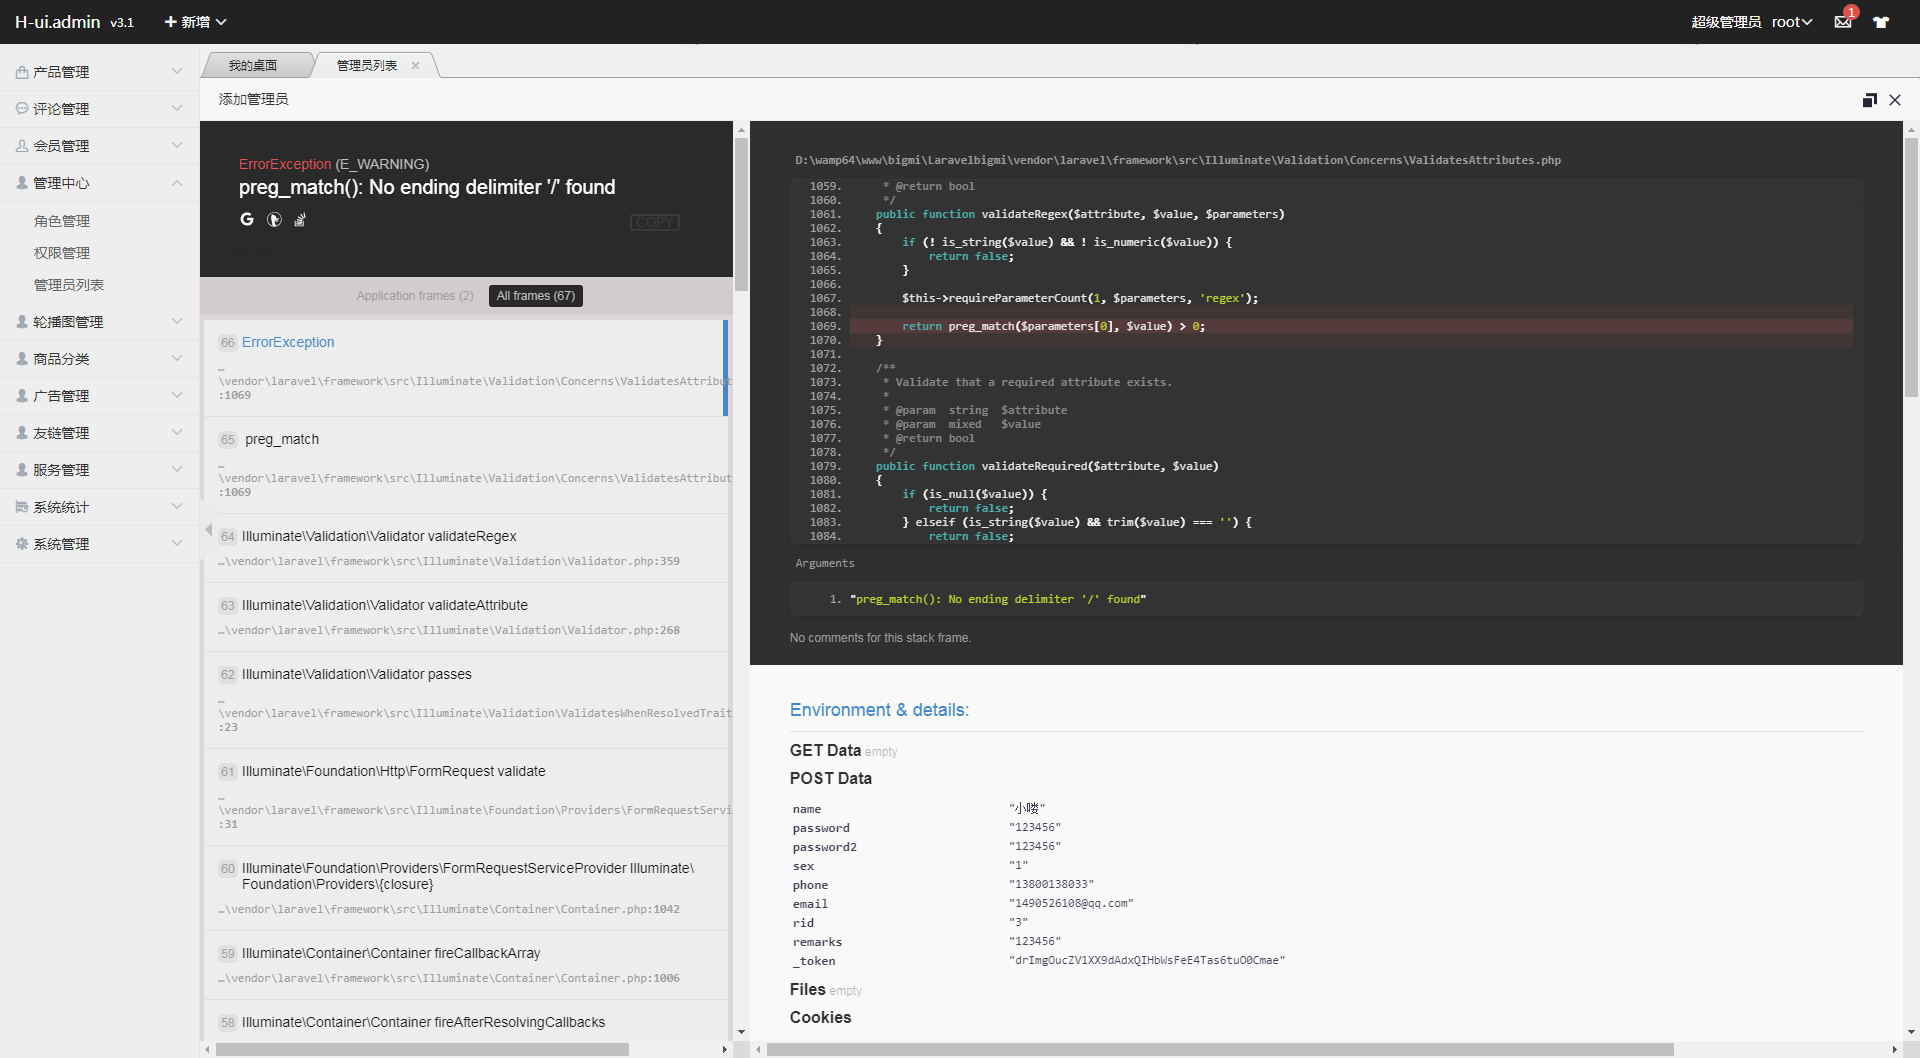 H-ui.admin v3.1 新增 超级管理员 root 1
产品管理
评论管理
会员管理
管理中心
角色管理
权限管理
管理员列表
轮播图管理
商品分类
广告管理
友链管理
服务管理
系统统计
系统管理
我的桌面 管理员列表
添加管理员
ErrorException (E_WARNING)
preg_match(): No ending delimiter '/' found
COPY
Application frames (2) All frames (67)
66 ErrorException
…
\vendor\laravel\framework\src\Illuminate\Validation\Concerns\ValidatesAttribut
:1069
65 preg_match
…
\vendor\laravel\framework\src\Illuminate\Validation\Concerns\ValidatesAttribut
:1069
64 Illuminate\Validation\Validator validateRegex
…\vendor\laravel\framework\src\Illuminate\Validation\Validator.php:359
63 Illuminate\Validation\Validator validateAttribute
…\vendor\laravel\framework\src\Illuminate\Validation\Validator.php:268
62 Illuminate\Validation\Validator passes
…
\vendor\laravel\framework\src\Illuminate\Validation\ValidatesWhenResolvedTrait
:23
61 Illuminate\Foundation\Http\FormRequest validate
…
\vendor\laravel\framework\src\Illuminate\Foundation\Providers\FormRequestServi
:31
60 Illuminate\Foundation\Providers\FormRequestServiceProvider Illuminate\
Foundation\Providers\{closure}
…\vendor\laravel\framework\src\Illuminate\Container\Container.php:1042
59 Illuminate\Container\Container fireCallbackArray
…\vendor\laravel\framework\src\Illuminate\Container\Container.php:1006
58 Illuminate\Container\Container fireAfterResolvingCallbacks
D:\wamp64\www\bigmi\Laravelbigmi\vendor\laravel\framework\src\Illuminate\Validation\Concerns\ValidatesAttributes.php
1059. * @return bool
1060. */
1061. public function validateRegex($attribute, $value, $parameters)
1062. {
1063. if (! is_string($value) && ! is_numeric($value)) {
1064. return false;
1065. }
1066.
1067. $this->requireParameterCount(1, $parameters, 'regex');
1068.
1069. return preg_match($parameters[0], $value) > 0;
1070. }
1071.
1072. /**
1073. * Validate that a required attribute exists.
1074. *
1075. * @param string $attribute
1076. * @param mixed $value
1077. * @return bool
1078. */
1079. public function validateRequired($attribute, $value)
1080. {
1081. if (is_null($value)) {
1082. return false;
1083. } elseif (is_string($value) && trim($value) === '') {
1084. return false;
Arguments
1. "preg_match(): No ending delimiter '/' found"
No comments for this stack frame.
Environment & details:
GET Data empty
POST Data
name "小喽"
password "123456"
password2 "123456"
sex "1"
phone "13800138033"
email "1490526108@qq.com"
rid "3"
remarks "123456"
_token "drImgOucZV1XX9dAdxQIHbWsFeE4Tas6tuO0Cmae"
Files empty
Cookies